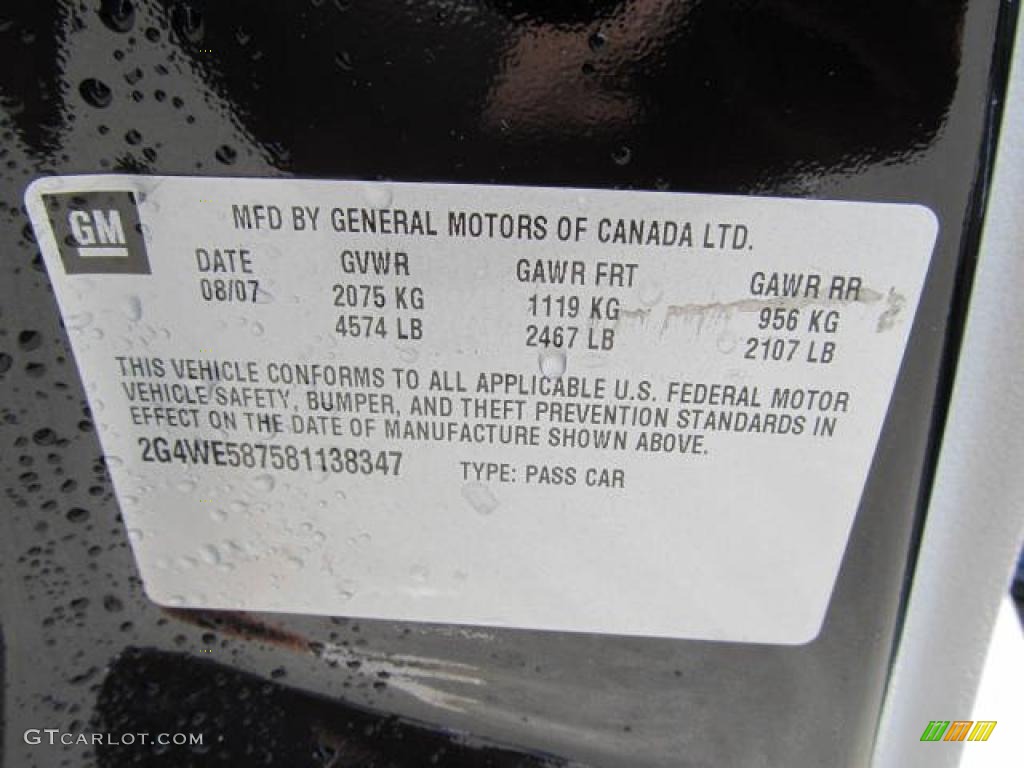 GM
MFD BY GENERAL MOTORS OF CANADA LTD.
DATE GVWR GAWR FRT GAWR RR
08/07 2075 KG 1119 KG 956 KG
4574 LB 2467 LB 2107 LB
THIS VEHICLE CONFORMS TO ALL APPLICABLE U.S. FEDERAL MOTOR
VEHICLE SAFETY, BUMPER, AND THEFT PREVENTION STANDARDS IN
EFFECT ON THE DATE OF MANUFACTURE SHOWN ABOVE.
2G4WE587581138347 TYPE: PASS CAR
GTCARLOT.COM